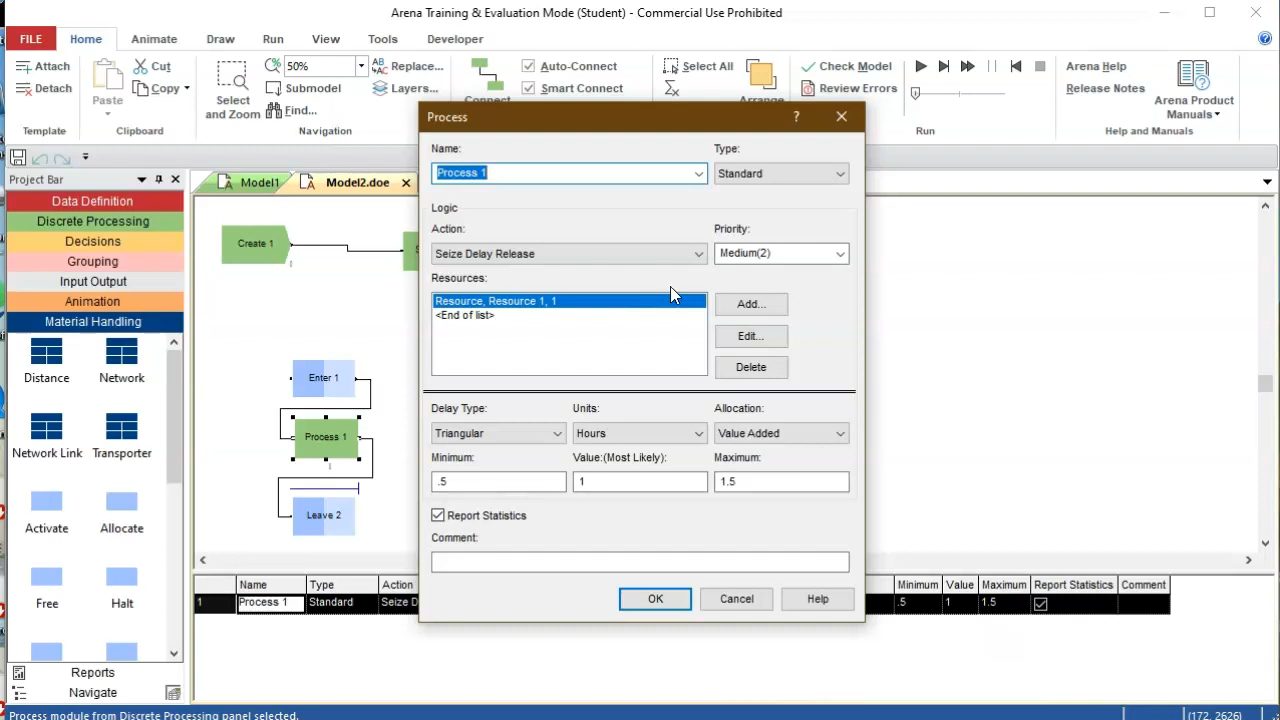 Arena Training & Evaluation Mode (Student) - Commercial Use Prohibited
FILE Home Animate Draw Run View Tools Developer
Attach
Detach
Template
Paste
Cut
Copy
Clipboard
Select
and Zoom
50%
Submodel
Find...
Navigation
Replace...
Layers...
Connect
Auto-Connect
Smart Connect
Select All
Arrange
Check Model
Review Errors
Run
Arena Help
Release Notes
Arena Product
Manuals
Help and Manuals
Project Bar
Data Definition
Discrete Processing
Decisions
Grouping
Input Output
Animation
Material Handling
Distance Network
Network Link Transporter
Activate Allocate
Free Halt
Reports
Navigate
Model1 Model2.doe
Create 1
Enter 1
Process 1
Leave 2
Process
Name: Type:
Process 1 Standard
Logic
Action: Priority:
Seize Delay Release Medium(2)
Resources:
Resource, Resource 1, 1
<End of list>
Add...
Edit...
Delete
Delay Type: Units: Allocation:
Triangular Hours Value Added
Minimum: Value:(Most Likely): Maximum:
.5 1 1.5
Report Statistics
Comment:
OK Cancel Help
Name Type Action Minimum Value Maximum Report Statistics Comment
1 Process 1 Standard Seize D .5 1 1.5
Process module from Discrete Processing panel selected.
(172, 2626)